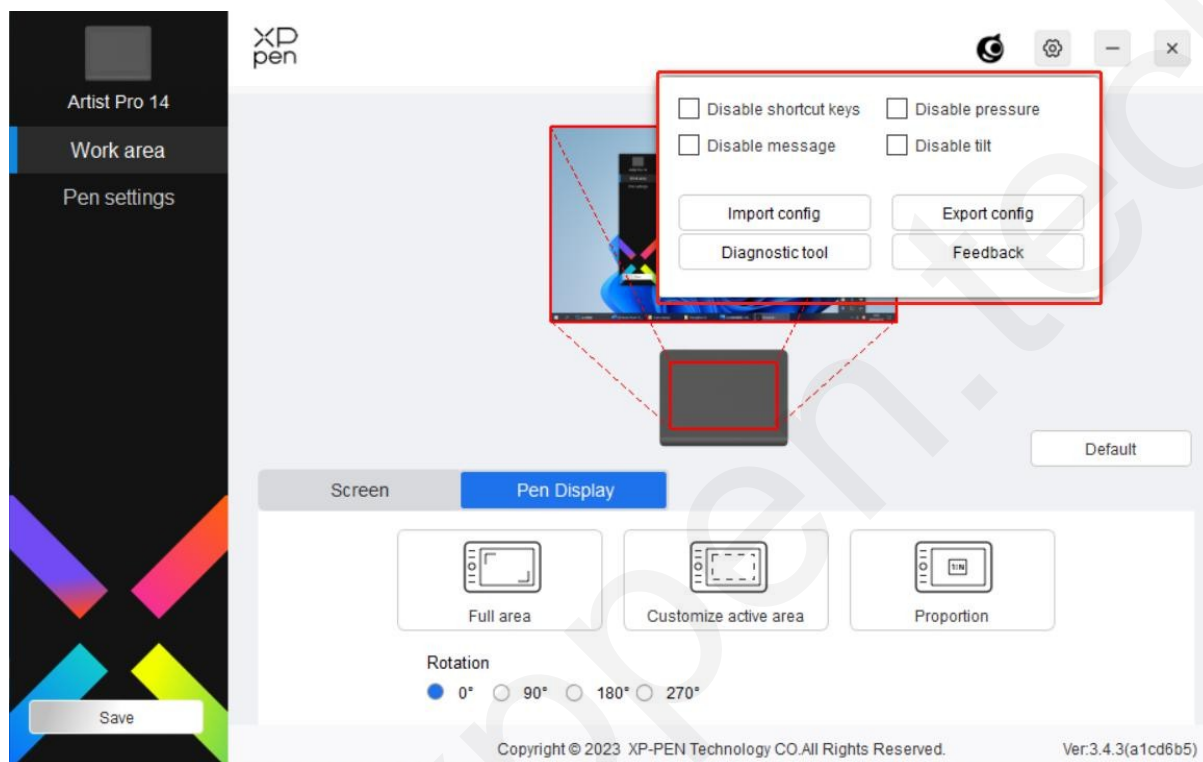 XP
pen
Artist Pro 14
Work area
Pen settings
Disable shortcut keys
Disable pressure
Disable message
Disable tilt
Import config
Export config
Diagnostic tool
Feedback
Default
Screen
Pen Display
1:N
Full area
Customize active area
Proportion
Rotation
0° 90° 180° 270°
Save
Copyright © 2023 XP-PEN Technology CO.All Rights Reserved.
Ver:3.4.3(a1cd6b5)